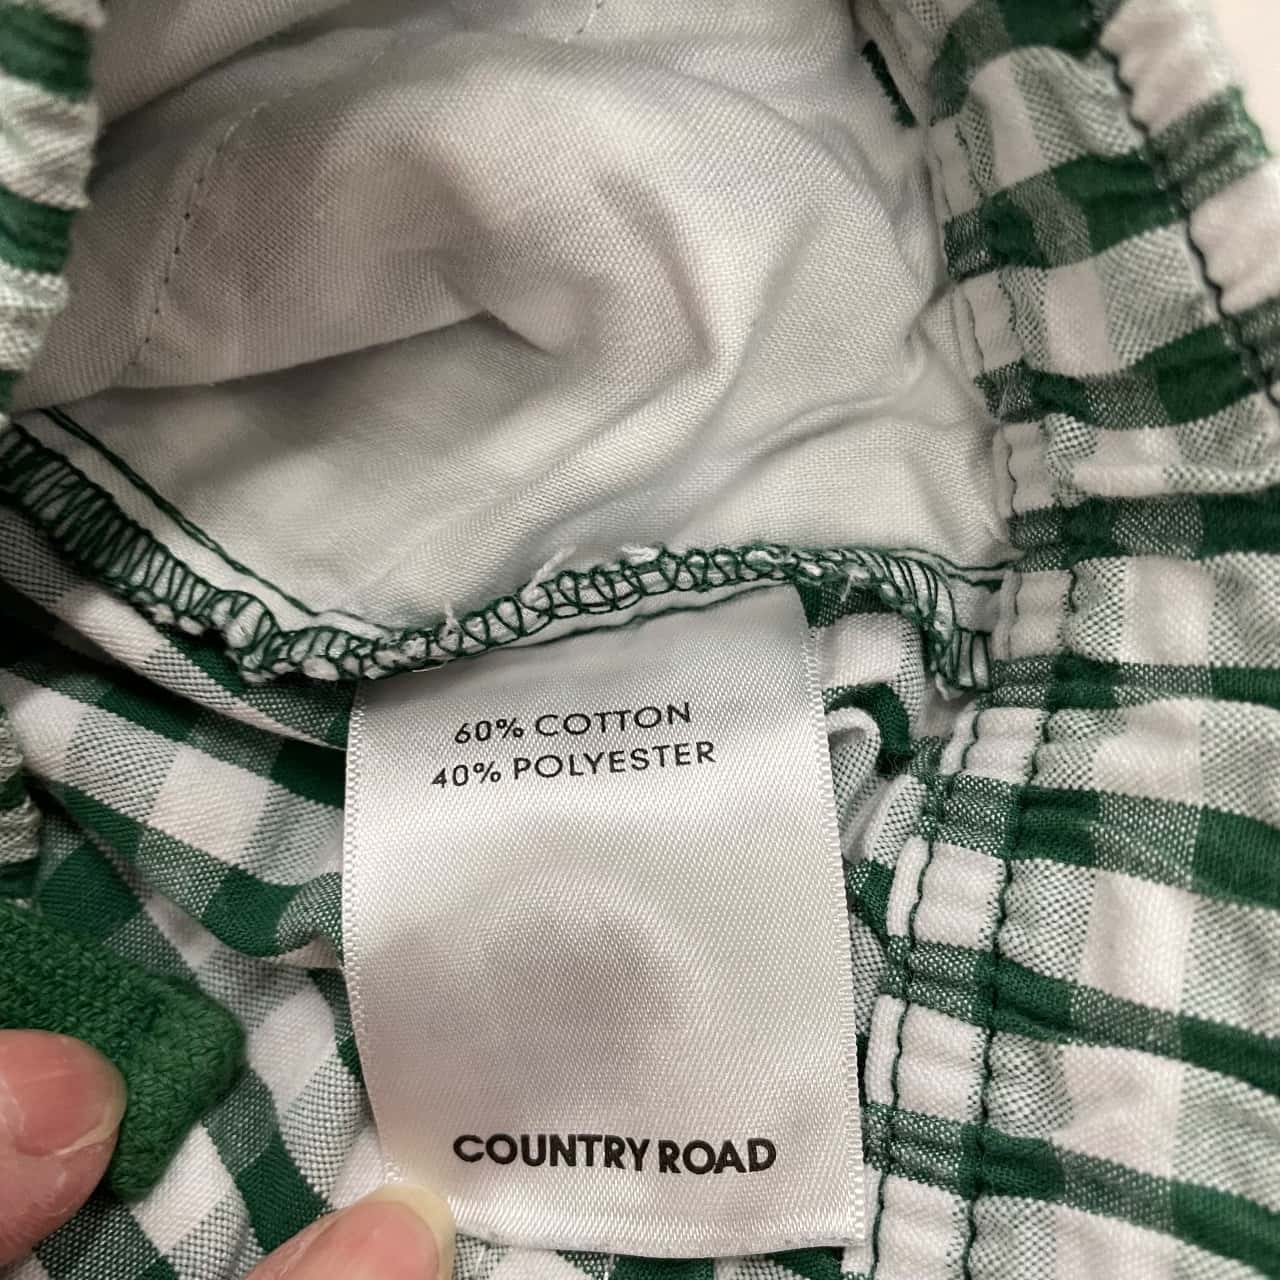 60% COTTON
40% POLYESTER
COUNTRY ROAD